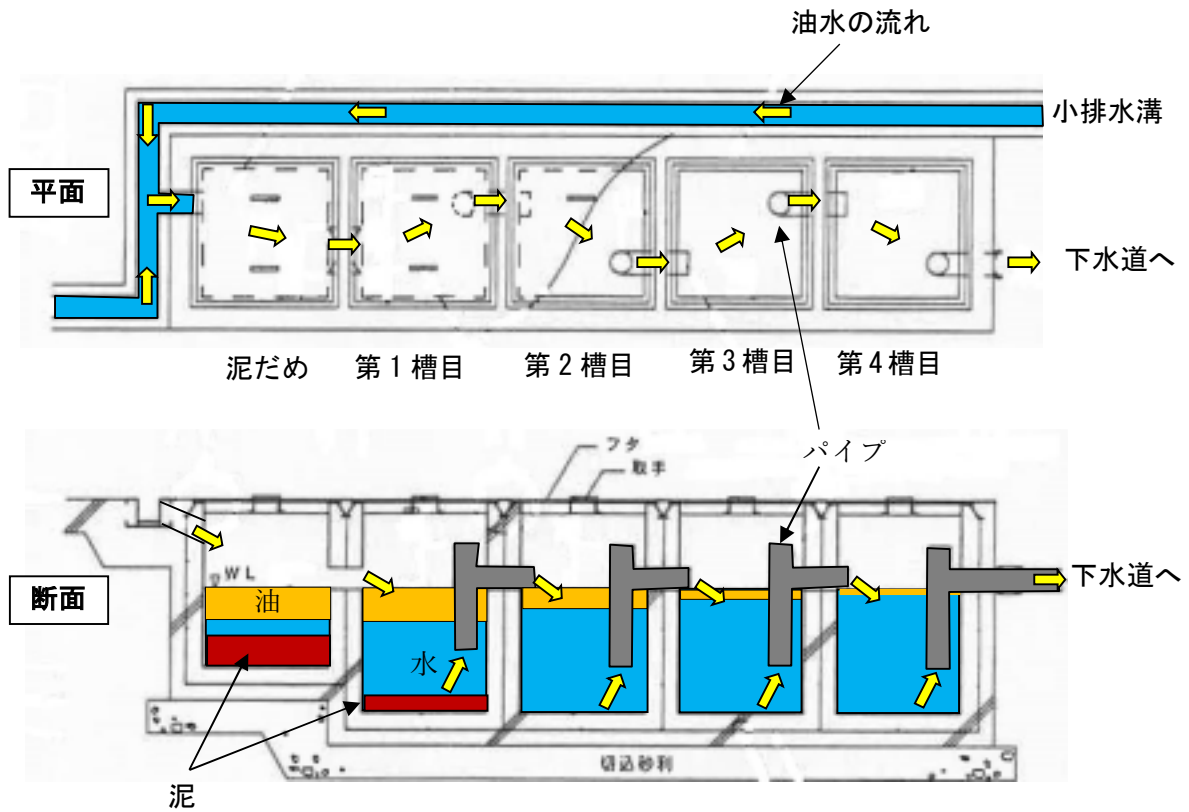 油水の流れ
小排水溝
平面
下水道へ
泥だめ
第1槽目
第2槽目
第3槽目
第4槽目
フタ
取手
パイプ
WL
断面
油
水
下水道へ
切込砂利
泥